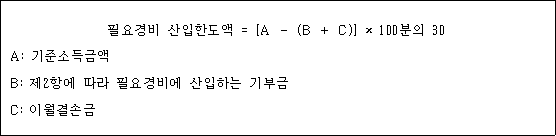 필요경비 산입한도액 = [A - (B + C)] × 100분의 30
A: 기준소득금액
B: 제2항에 따라 필요경비에 산입하는 기부금
C: 이월결손금